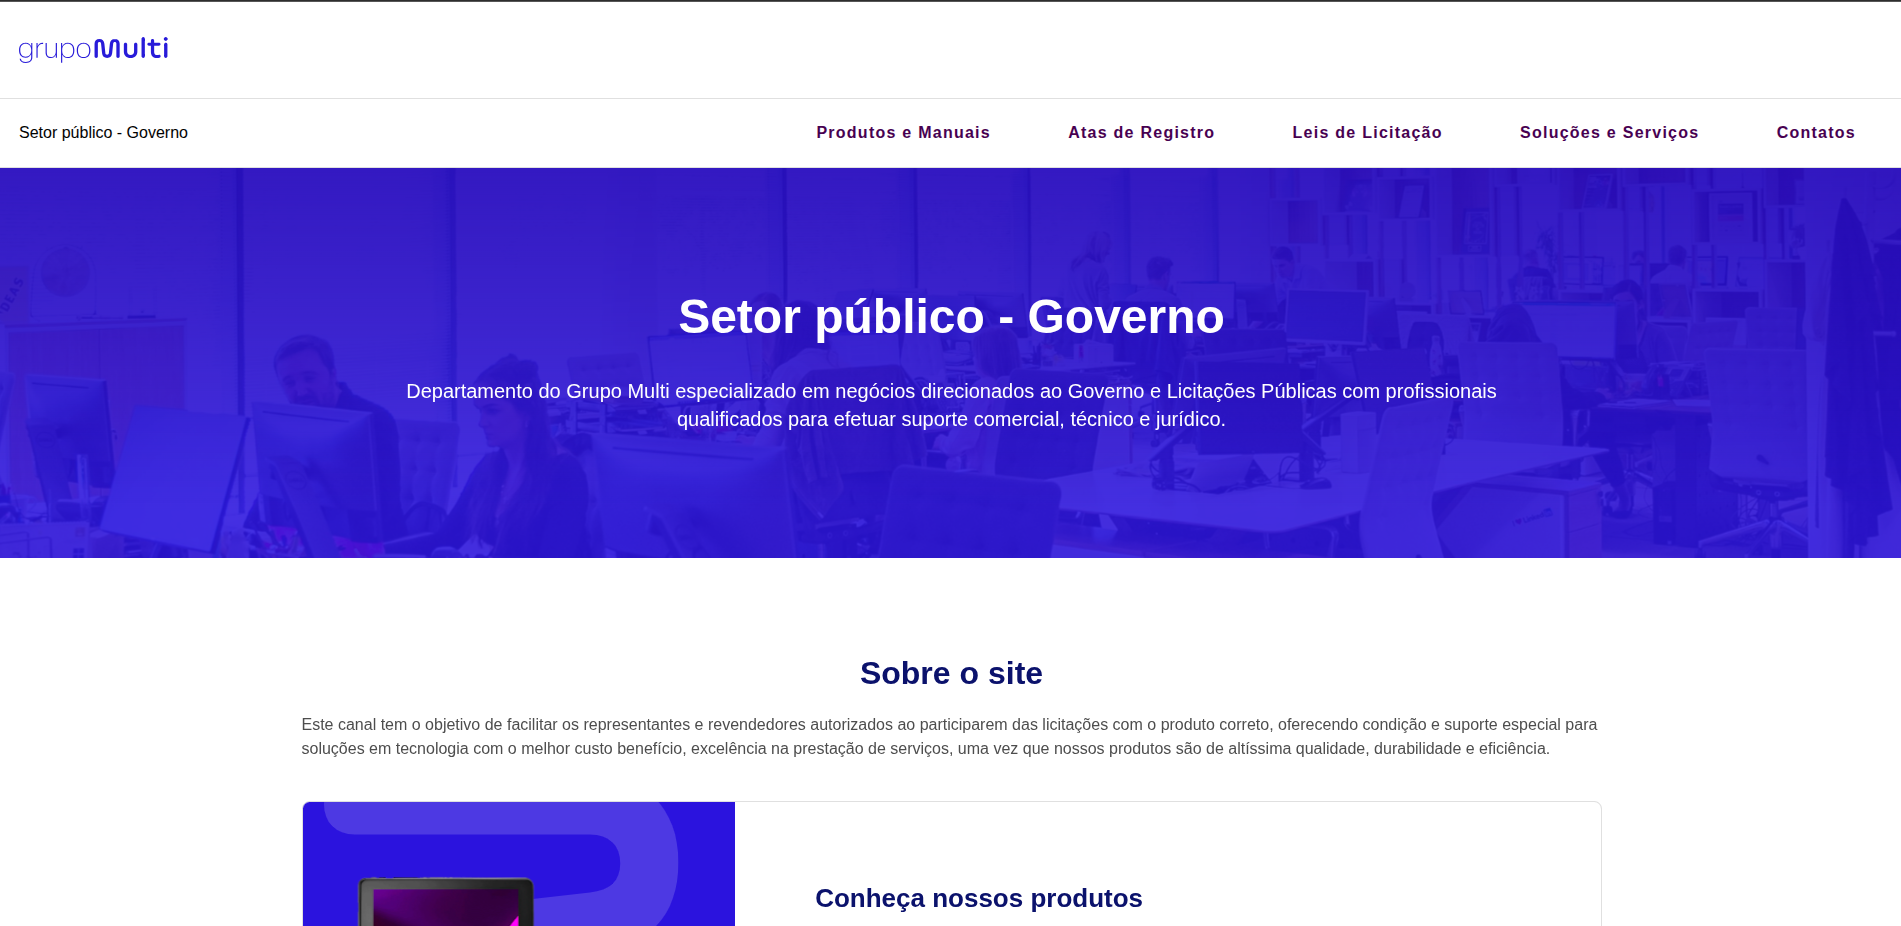 grupoMulti
Setor público - Governo
Produtos e Manuais
Atas de Registro
Leis de Licitação
Soluções e Serviços
Contatos
Setor público - Governo
Departamento do Grupo Multi especializado em negócios direcionados ao Governo e Licitações Públicas com profissionais
qualificados para efetuar suporte comercial, técnico e jurídico.
Sobre o site
Este canal tem o objetivo de facilitar os representantes e revendedores autorizados ao participarem das licitações com o produto correto, oferecendo condição e suporte especial para
soluções em tecnologia com o melhor custo benefício, excelência na prestação de serviços, uma vez que nossos produtos são de altíssima qualidade, durabilidade e eficiência.
Conheça nossos produtos